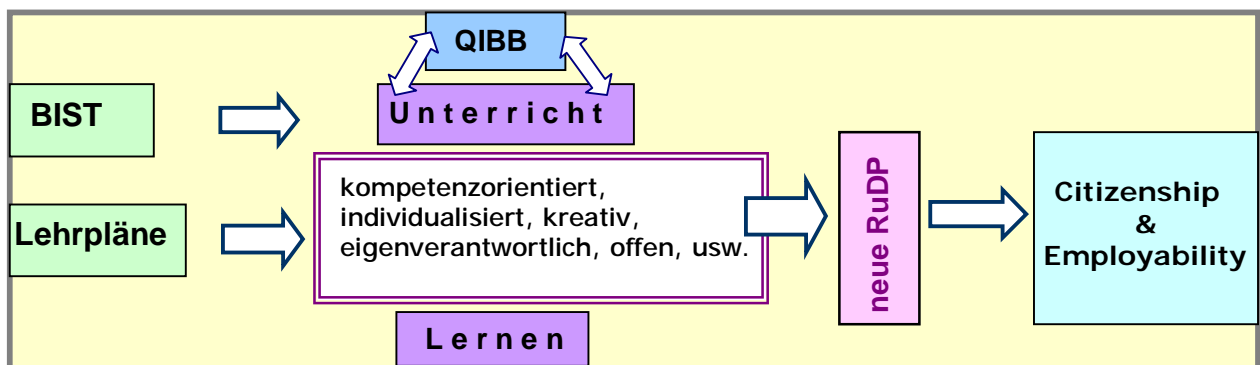 QIBB
BIST
Unterricht
Lehrpläne
kompetenzorientiert,
individualisiert, kreativ,
eigenverantwortlich, offen, usw.
Lernen
neue RuDP
Citizenship
&
Employability